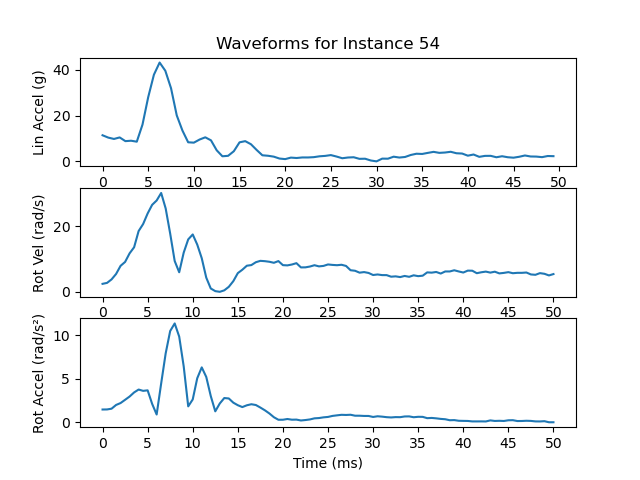 Waveforms for Instance 54
Lin Accel (g)
40
20
0
0 5 10 15 20 25 30 35 40 45 50
Rot Vel (rad/s)
20
0
0 5 10 15 20 25 30 35 40 45 50
Rot Accel (rad/s²)
10
5
0
0 5 10 15 20 25 30 35 40 45 50
Time (ms)